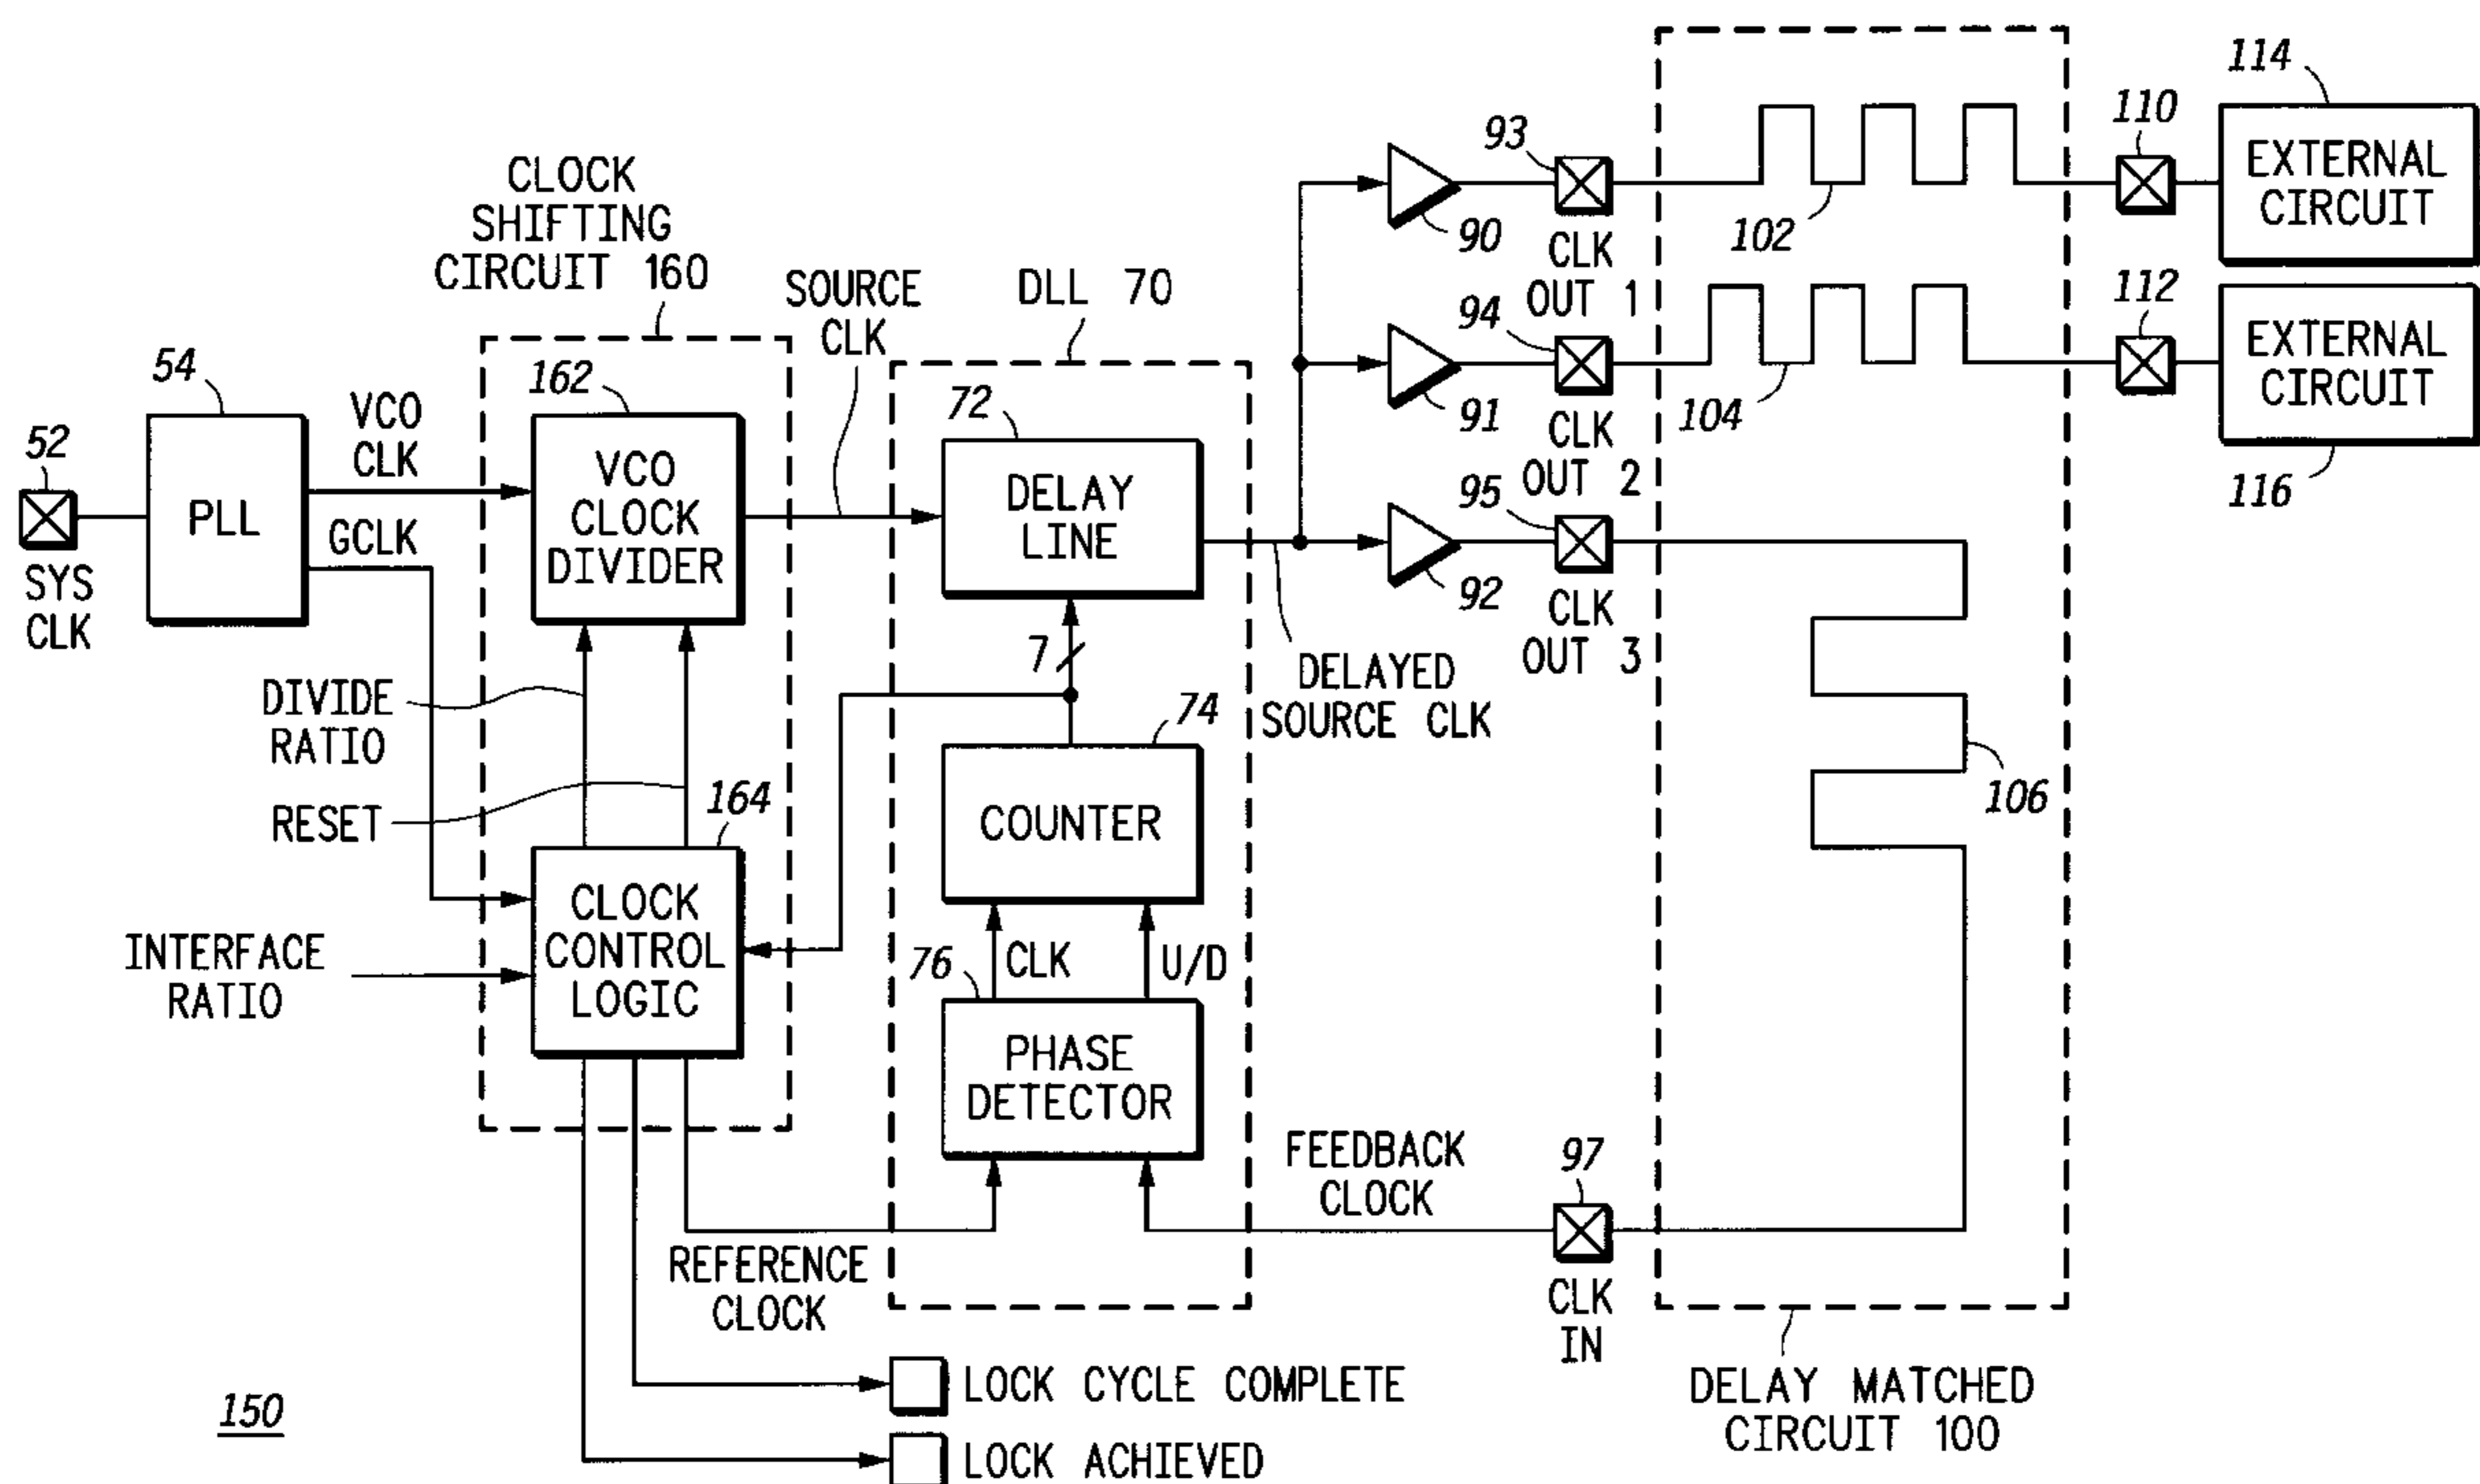 114
110
EXTERNAL
CIRCUIT
93
90
CLK
OUT 1
102
CLOCK
SHIFTING
CIRCUIT 160
SOURCE
CLK
DLL 70
94
112
EXTERNAL
CIRCUIT
116
91
CLK
OUT 2
104
54
VCO
CLK
162
72
52
SYS
CLK
PLL
GCLK
VCO
CLOCK
DIVIDER
DELAY
LINE
95
92
CLK
OUT 3
7
DIVIDE
RATIO
DELAYED
SOURCE CLK
74
RESET
164
COUNTER
106
CLOCK
CONTROL
LOGIC
INTERFACE
RATIO
76
CLK
U/D
PHASE
DETECTOR
FEEDBACK
CLOCK
97
CLK
IN
REFERENCE
CLOCK
LOCK CYCLE COMPLETE
LOCK ACHIEVED
DELAY MATCHED
CIRCUIT 100
150